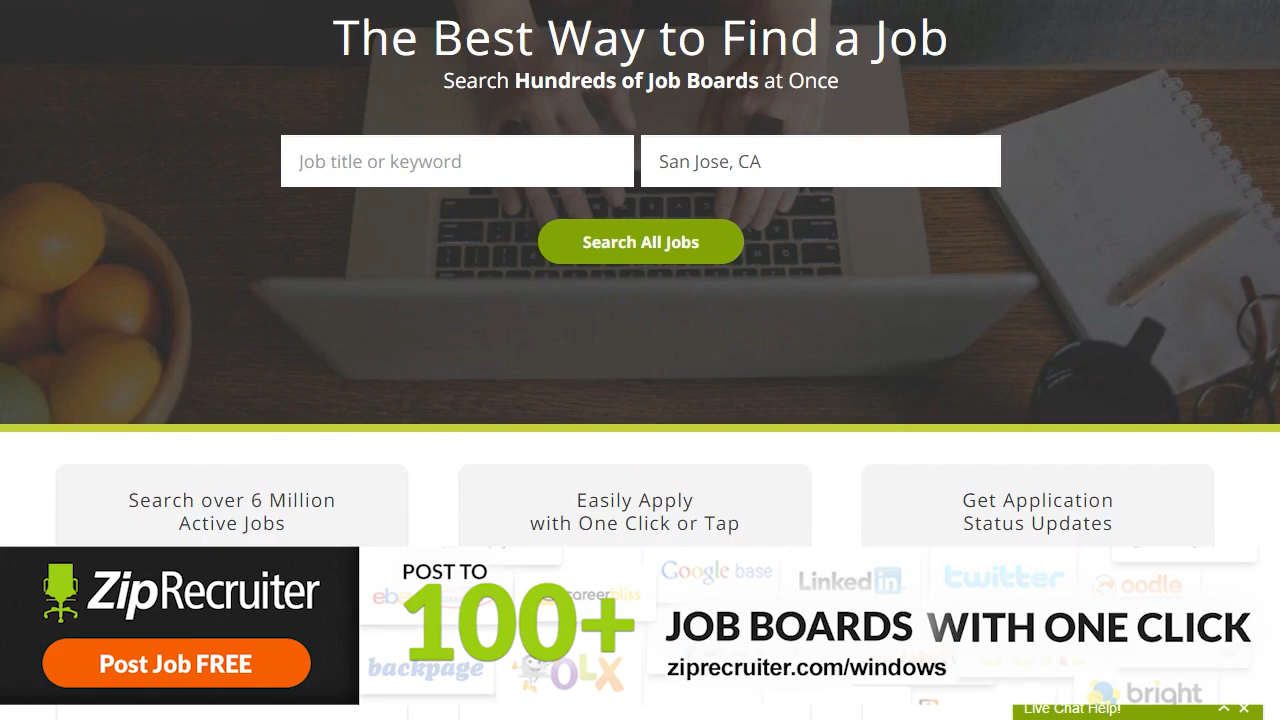 The Best Way to Find a Job
Search Hundreds of Job Boards at Once
Job title or keyword
San Jose, CA
Search All Jobs
Search over 6 Million
Active Jobs
Easily Apply
with One Click or Tap
Get Application
Status Updates
ZipRecruiter
Post Job FREE
POST TO
100+
JOB BOARDS WITH ONE CLICK
ziprecruiter.com/windows
Google base
LinkedIn
twitter
oodle
careerbliss
backpage
OLX
bright
Live Chat Help!